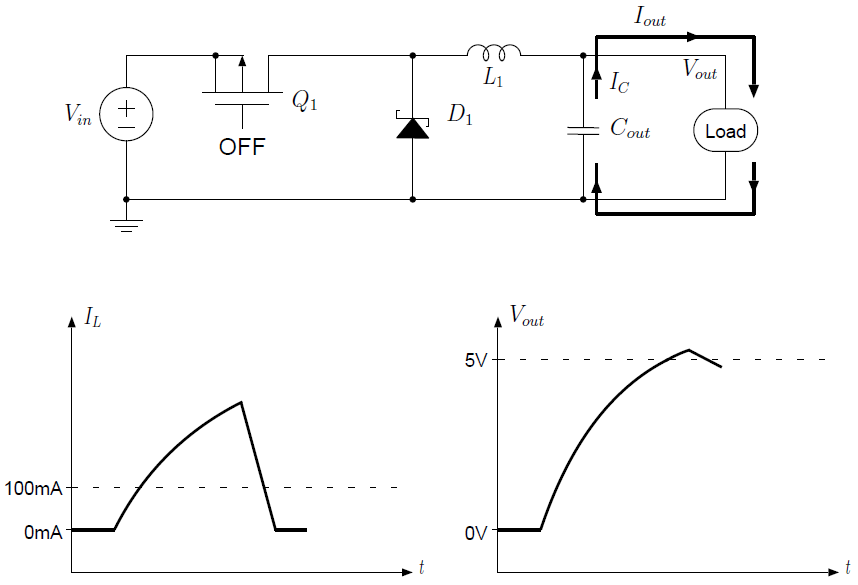 I_out
V_in
Q_1
OFF
D_1
L_1
I_C
C_out
V_out
Load
I_L
100mA
0mA
t
V_out
5V
0V
t